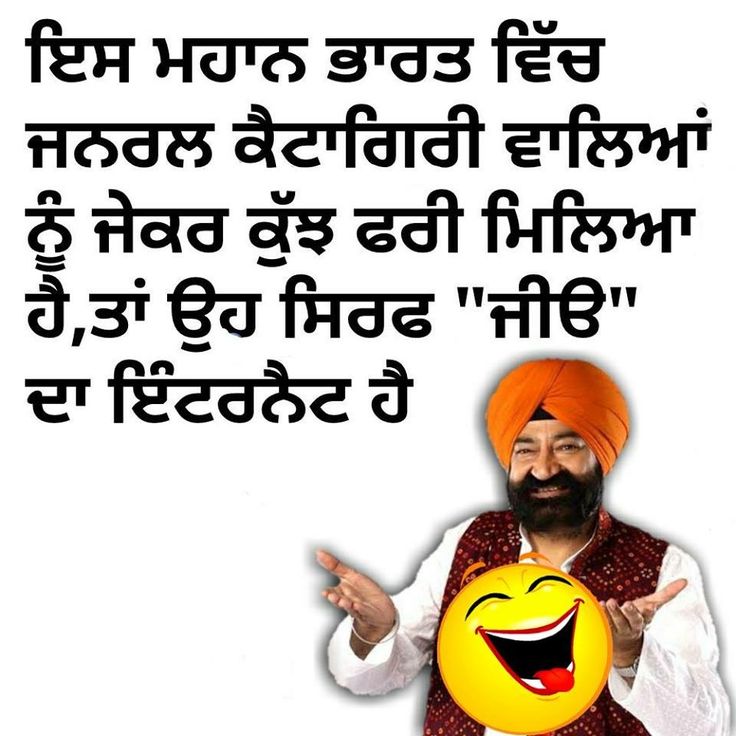 ਇਸ ਮਹਾਨ ਭਾਰਤ ਵਿੱਚ
ਜਨਰਲ ਕੈਟਾਗਿਰੀ ਵਾਲਿਆਂ
ਨੂੰ ਜੇਕਰ ਕੁੱਝ ਫਰੀ ਮਿਲਿਆ
ਹੈ,ਤਾਂ ਉਹ ਸਿਰਫ "ਜੀੳ"
ਦਾ ਇੰਟਰਨੈਟ ਹੈ